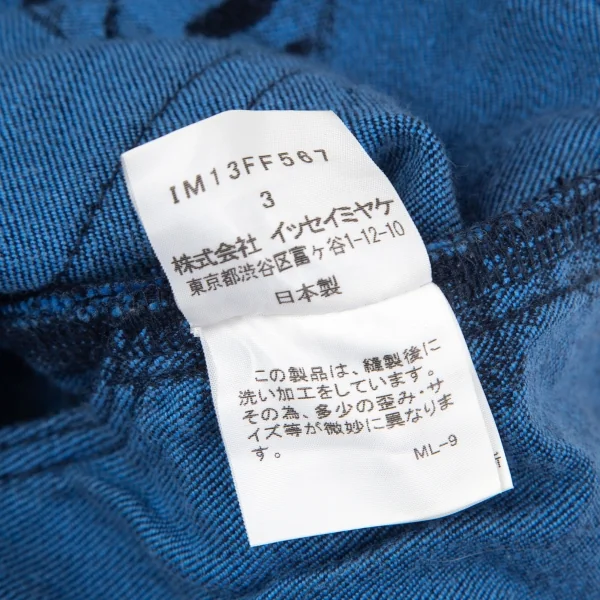 IM13FF567
3
株式会社 イッセイミヤケ
東京都渋谷区富ケ谷1-12-10
日本製
この製品は、縫製後に
洗い加工をしています。
その為、多少の歪み・サ
イズ等が微妙に異なりま
す。
ML-9